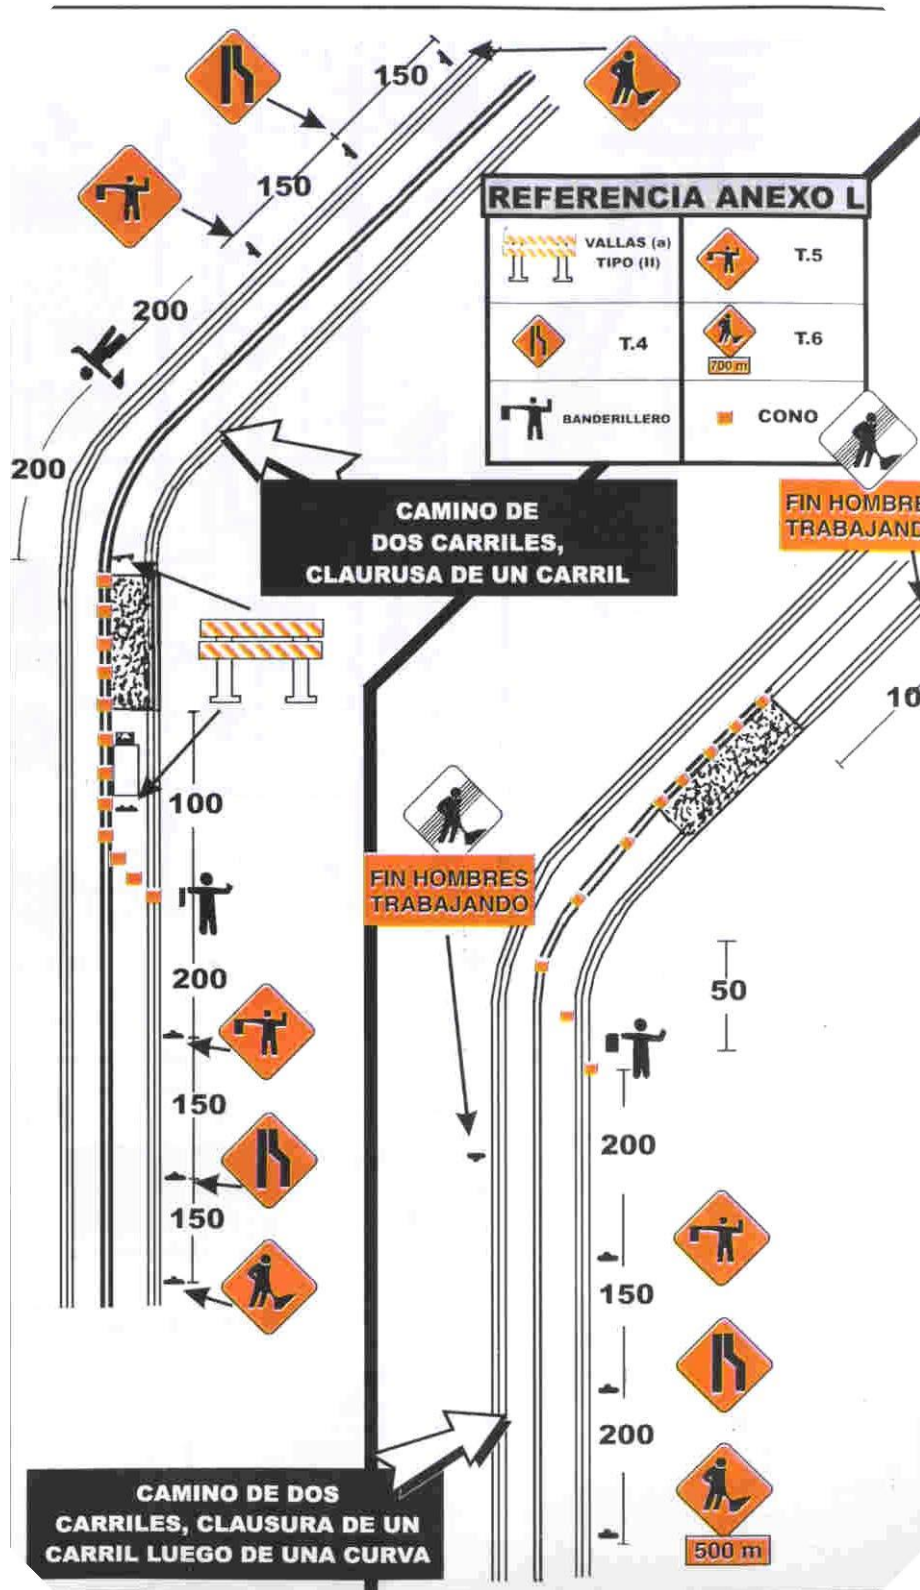 150
150
REFERENCIA ANEXO L
VALLAS (a)
TIPO (II)
T.5
200
T.4
T.6
700 m
BANDERILLERO
CONO
200
FIN HOMBRE
TRABAJAND
CAMINO DE
DOS CARRILES,
CLAURUSA DE UN CARRIL
10
100
FIN HOMBRES
TRABAJANDO
200
50
150
200
150
150
200
CAMINO DE DOS
CARRILES, CLAUSURA DE UN
CARRIL LUEGO DE UNA CURVA
500 m